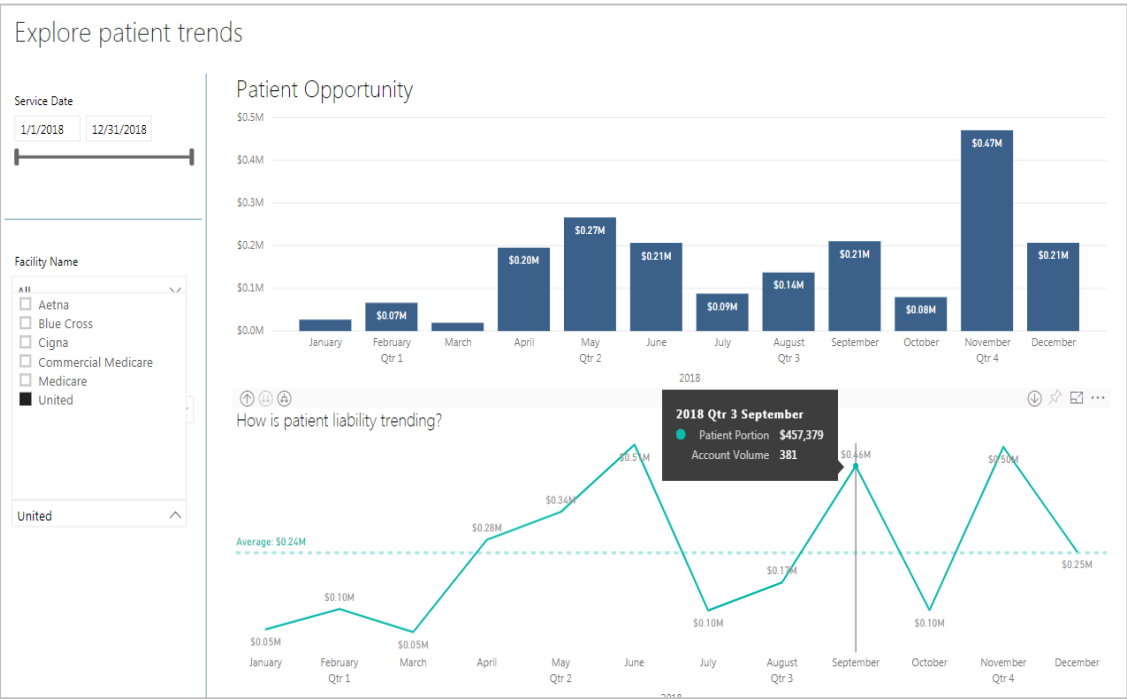 Explore patient trends
Service Date
1/1/2018 12/31/2018
Facility Name
All
Aetna
Blue Cross
Cigna
Commercial Medicare
Medicare
United
United
Patient Opportunity
$0.5M
$0.4M
$0.3M
$0.2M
$0.1M
$0.0M
$0.07M
$0.20M
$0.27M
$0.21M
$0.09M
$0.14M
$0.21M
$0.08M
$0.47M
$0.21M
January February March April May June July August September October November December
Qtr 1 Qtr 2 Qtr 3 Qtr 4
2018
How is patient liability trending?
2018 Qtr 3 September
Patient Portion $457,379
Account Volume 381
Average: $0.24M
$0.05M
$0.10M
$0.05M
$0.28M
$0.34M
$0.51M
$0.10M
$0.17M
$0.46M
$0.10M
$0.50M
$0.25M
January February March April May June July August September October November December
Qtr 1 Qtr 2 Qtr 3 Qtr 4
2018